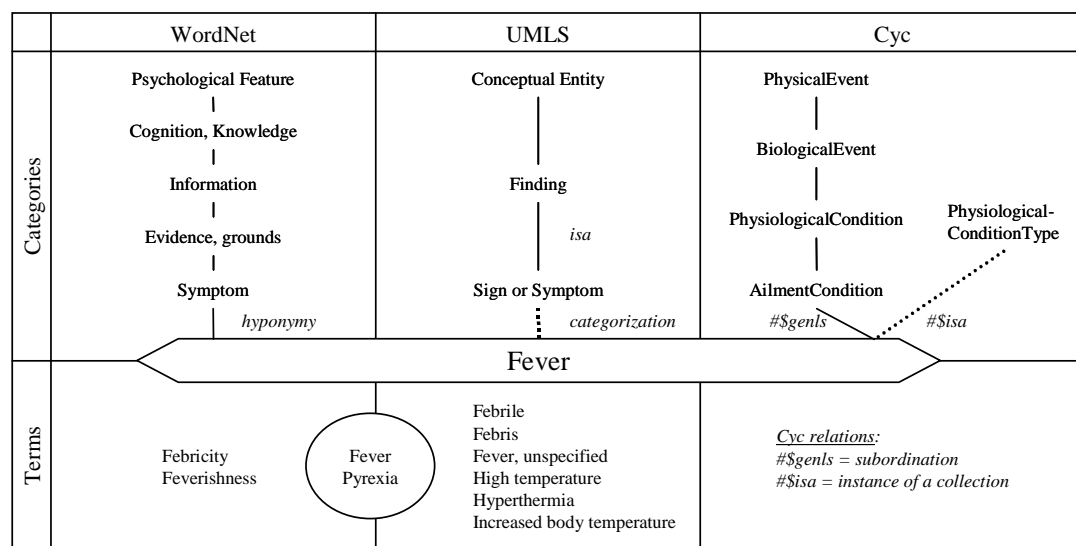 WordNet
UMLS
Cyc
Categories
Psychological Feature
Cognition, Knowledge
Information
Evidence, grounds
Symptom
hyponymy
Conceptual Entity
Finding
isa
Sign or Symptom
categorization
PhysicalEvent
BiologicalEvent
PhysiologicalCondition
AilmentCondition
#$genls
Physiological-
ConditionType
#$isa
Fever
Terms
Febricity
Feverishness
Fever
Pyrexia
Febrile
Febris
Fever, unspecified
High temperature
Hyperthermia
Increased body temperature
Cyc relations:
#$genls = subordination
#$isa = instance of a collection